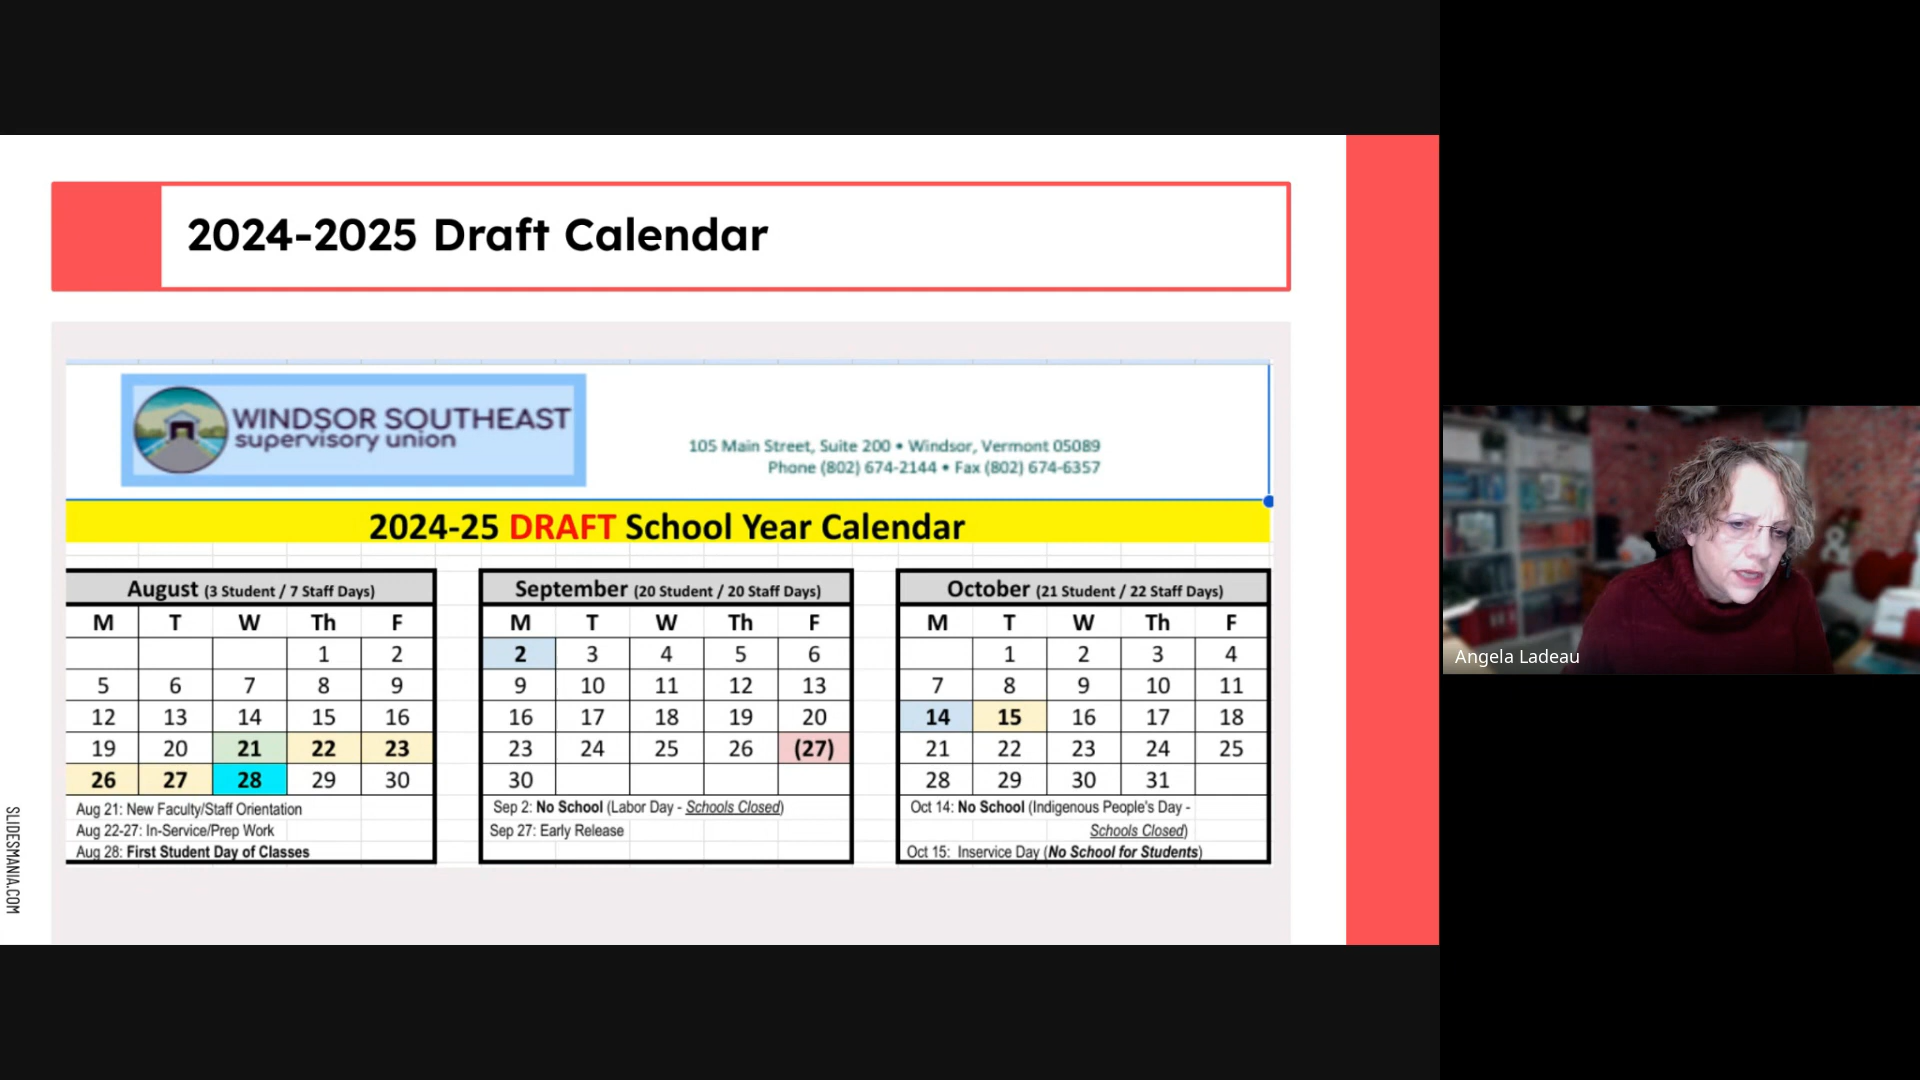 2024-2025 Draft Calendar
WINDSOR SOUTHEAST
supervisory union
105 Main Street, Suite 200 • Windsor, Vermont 05089
Phone (802) 674-2144 • Fax (802) 674-6357
2024-25 DRAFT School Year Calendar
August (3 Student / 7 Staff Days)
M T W Th F
1 2
5 6 7 8 9
12 13 14 15 16
19 20 21 22 23
26 27 28 29 30
Aug 21: New Faculty/Staff Orientation
Aug 22-27: In-Service/Prep Work
Aug 28: First Student Day of Classes
September (20 Student / 20 Staff Days)
M T W Th F
2 3 4 5 6
9 10 11 12 13
16 17 18 19 20
23 24 25 26 (27)
30
Sep 2: No School (Labor Day - Schools Closed)
Sep 27: Early Release
October (21 Student / 22 Staff Days)
M T W Th F
1 2 3 4
7 8 9 10 11
14 15 16 17 18
21 22 23 24 25
28 29 30 31
Oct 14: No School (Indigenous People's Day -
Schools Closed)
Oct 15: Inservice Day (No School for Students)
SLIDESMANIA.COM
Angela Ladeau